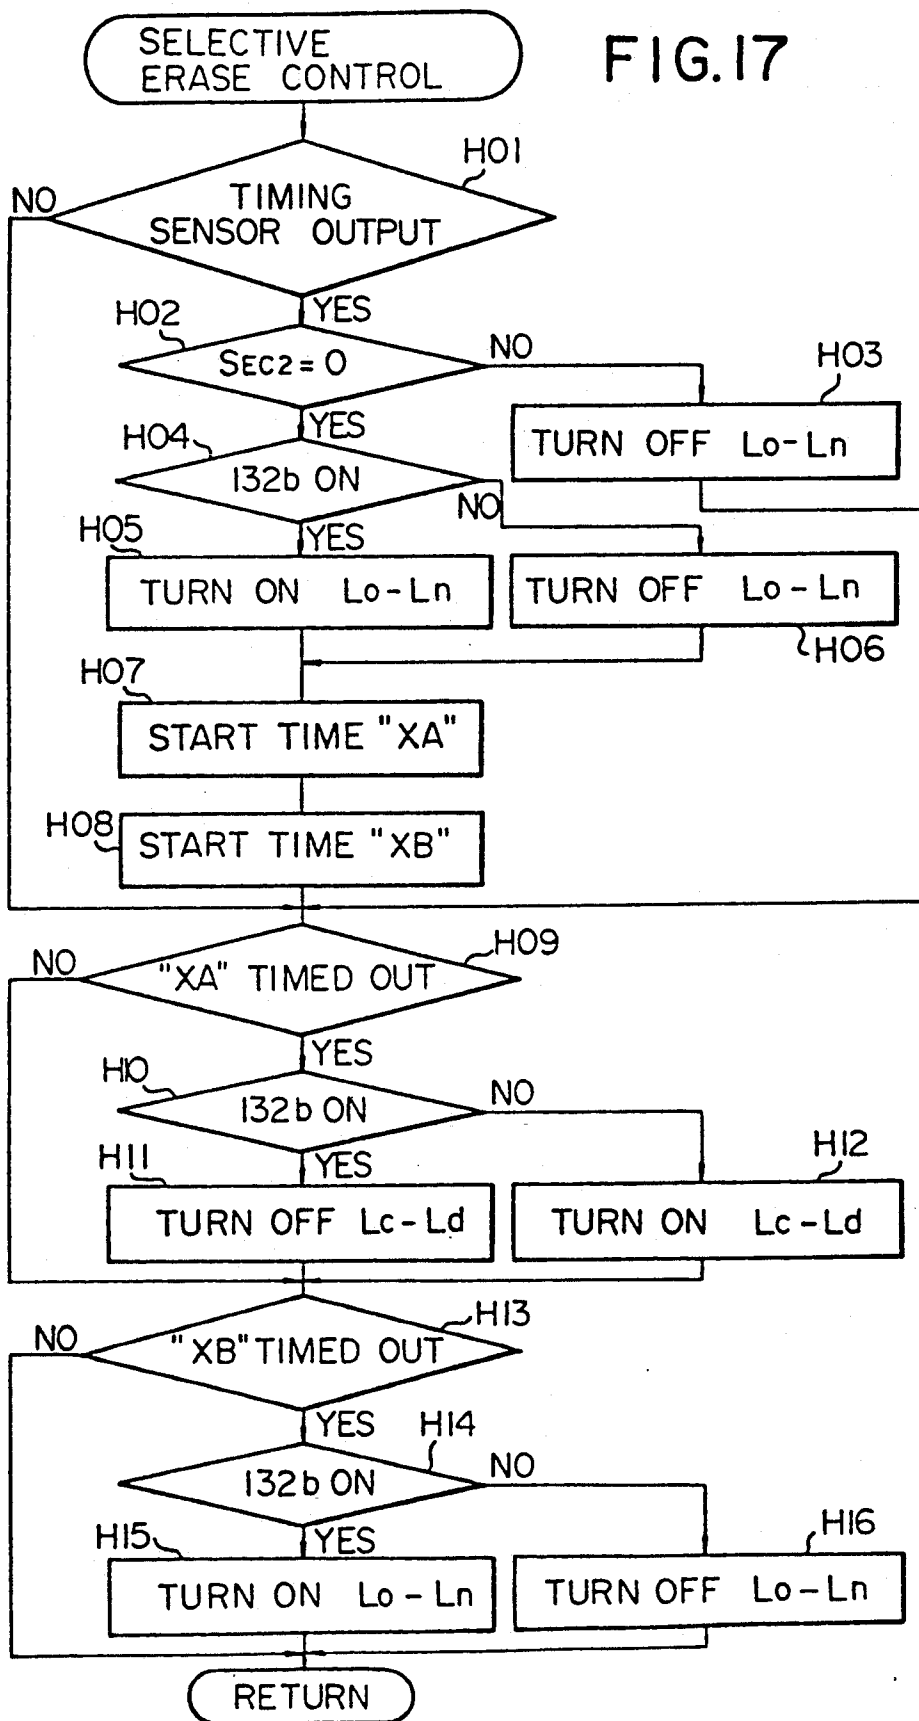 SELECTIVE
ERASE CONTROL
FIG.17
H01
NO
TIMING
SENSOR OUTPUT
YES
H02
SEC2=0
NO
H03
YES
TURN OFF Lo-Ln
H04
132b ON
NO
YES
H05
TURN ON Lo-Ln
TURN OFF Lo-Ln
H06
H07
START TIME "XA"
H08
START TIME "XB"
H09
NO
"XA" TIMED OUT
YES
H10
132b ON
NO
YES
H11
H12
TURN OFF Lc-Ld
TURN ON Lc-Ld
H13
NO
"XB" TIMED OUT
YES
H14
132b ON
NO
YES
H15
H16
TURN ON Lo-Ln
TURN OFF Lo-Ln
RETURN